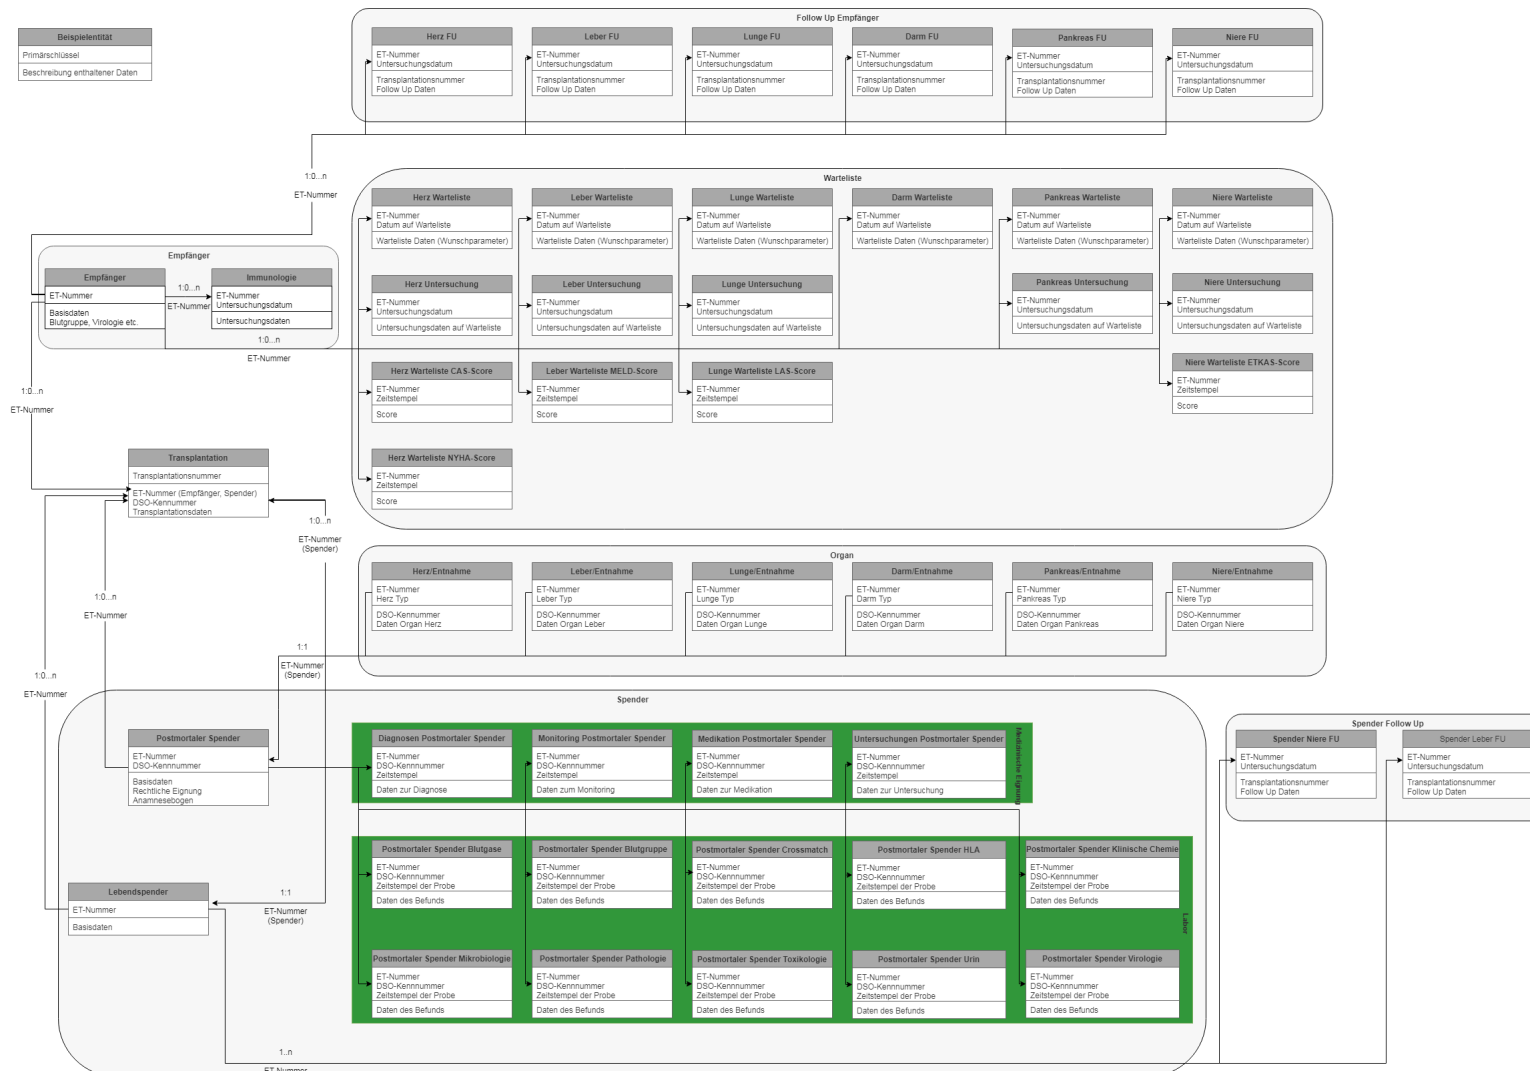 Beispielentität
Primärschlüssel
Beschreibung enthaltener Daten
Follow Up Empfänger
Herz FU
ET-Nummer
Untersuchungsdatum
Transplantationsnummer
Follow Up Daten
Leber FU
ET-Nummer
Untersuchungsdatum
Transplantationsnummer
Follow Up Daten
Lunge FU
ET-Nummer
Untersuchungsdatum
Transplantationsnummer
Follow Up Daten
Darm FU
ET-Nummer
Untersuchungsdatum
Transplantationsnummer
Follow Up Daten
Pankreas FU
ET-Nummer
Untersuchungsdatum
Transplantationsnummer
Follow Up Daten
Niere FU
ET-Nummer
Untersuchungsdatum
Transplantationsnummer
Follow Up Daten
1:0...n
ET-Nummer
Warteliste
Herz Warteliste
ET-Nummer
Datum auf Warteliste
Warteliste Daten (Wunschparameter)
Leber Warteliste
ET-Nummer
Datum auf Warteliste
Warteliste Daten (Wunschparameter)
Lunge Warteliste
ET-Nummer
Datum auf Warteliste
Warteliste Daten (Wunschparameter)
Darm Warteliste
ET-Nummer
Datum auf Warteliste
Warteliste Daten (Wunschparameter)
Pankreas Warteliste
ET-Nummer
Datum auf Warteliste
Warteliste Daten (Wunschparameter)
Niere Warteliste
ET-Nummer
Datum auf Warteliste
Warteliste Daten (Wunschparameter)
Herz Untersuchung
ET-Nummer
Untersuchungsdatum
Untersuchungsdaten auf Warteliste
Leber Untersuchung
ET-Nummer
Untersuchungsdatum
Untersuchungsdaten auf Warteliste
Lunge Untersuchung
ET-Nummer
Untersuchungsdatum
Untersuchungsdaten auf Warteliste
Pankreas Untersuchung
ET-Nummer
Untersuchungsdatum
Untersuchungsdaten auf Warteliste
Niere Untersuchung
ET-Nummer
Untersuchungsdatum
Untersuchungsdaten auf Warteliste
Herz Warteliste CAS-Score
ET-Nummer
Zeitstempel
Score
Leber Warteliste MELD-Score
ET-Nummer
Zeitstempel
Score
Lunge Warteliste LAS-Score
ET-Nummer
Zeitstempel
Score
Niere Warteliste ETKAS-Score
ET-Nummer
Zeitstempel
Score
Herz Warteliste NYHA-Score
ET-Nummer
Zeitstempel
Score
Empfänger
Empfänger
ET-Nummer
Basisdaten
Blutgruppe, Virologie etc.
1:0...n
ET-Nummer
Immunologie
ET-Nummer
Untersuchungsdatum
Untersuchungsdaten
1:0...n
ET-Nummer
1:0...n
ET-Nummer
Transplantation
Transplantationsnummer
ET-Nummer (Empfänger, Spender)
DSO-Kennummer
Transplantationsdaten
1:0...n
ET-Nummer
(Spender)
1:0...n
ET-Nummer
1:0...n
ET-Nummer
Organ
Herz/Entnahme
ET-Nummer
Herz Typ
DSO-Kennummer
Daten Organ Herz
Leber/Entnahme
ET-Nummer
Leber Typ
DSO-Kennummer
Daten Organ Leber
Lunge/Entnahme
ET-Nummer
Lunge Typ
DSO-Kennummer
Daten Organ Lunge
Darm/Entnahme
ET-Nummer
Darm Typ
DSO-Kennummer
Daten Organ Darm
Pankreas/Entnahme
ET-Nummer
Pankreas Typ
DSO-Kennummer
Daten Organ Pankreas
Niere/Entnahme
ET-Nummer
Niere Typ
DSO-Kennummer
Daten Organ Niere
1:1
ET-Nummer
(Spender)
Spender
Postmortaler Spender
ET-Nummer
DSO-Kennnummer
Basisdaten
Rechtliche Eignung
Anamnesebogen
Diagnosen Postmortaler Spender
ET-Nummer
DSO-Kennnummer
Zeitstempel
Daten zur Diagnose
Monitoring Postmortaler Spender
ET-Nummer
DSO-Kennnummer
Zeitstempel
Daten zum Monitoring
Medikation Postmortaler Spender
ET-Nummer
DSO-Kennnummer
Zeitstempel
Daten zur Medikation
Untersuchungen Postmortaler Spender
ET-Nummer
DSO-Kennnummer
Zeitstempel
Daten zur Untersuchung
Medizinische Eignung
Postmortaler Spender Blutgase
ET-Nummer
DSO-Kennnummer
Zeitstempel der Probe
Daten des Befunds
Postmortaler Spender Blutgruppe
ET-Nummer
DSO-Kennnummer
Zeitstempel der Probe
Daten des Befunds
Postmortaler Spender Crossmatch
ET-Nummer
DSO-Kennnummer
Zeitstempel der Probe
Daten des Befunds
Postmortaler Spender HLA
ET-Nummer
DSO-Kennnummer
Zeitstempel der Probe
Daten des Befunds
Postmortaler Spender Klinische Chemie
ET-Nummer
DSO-Kennnummer
Zeitstempel der Probe
Daten des Befunds
Labor
Postmortaler Spender Mikrobiologie
ET-Nummer
DSO-Kennnummer
Zeitstempel der Probe
Daten des Befunds
Postmortaler Spender Pathologie
ET-Nummer
DSO-Kennnummer
Zeitstempel der Probe
Daten des Befunds
Postmortaler Spender Toxikologie
ET-Nummer
DSO-Kennnummer
Zeitstempel der Probe
Daten des Befunds
Postmortaler Spender Urin
ET-Nummer
DSO-Kennnummer
Zeitstempel der Probe
Daten des Befunds
Postmortaler Spender Virologie
ET-Nummer
DSO-Kennnummer
Zeitstempel der Probe
Daten des Befunds
Lebendspender
ET-Nummer
Basisdaten
1:1
ET-Nummer
(Spender)
1..n
ET-Nummer
Spender Follow Up
Spender Niere FU
ET-Nummer
Untersuchungsdatum
Transplantationsnummer
Follow Up Daten
Spender Leber FU
ET-Nummer
Untersuchungsdatum
Transplantationsnummer
Follow Up Daten